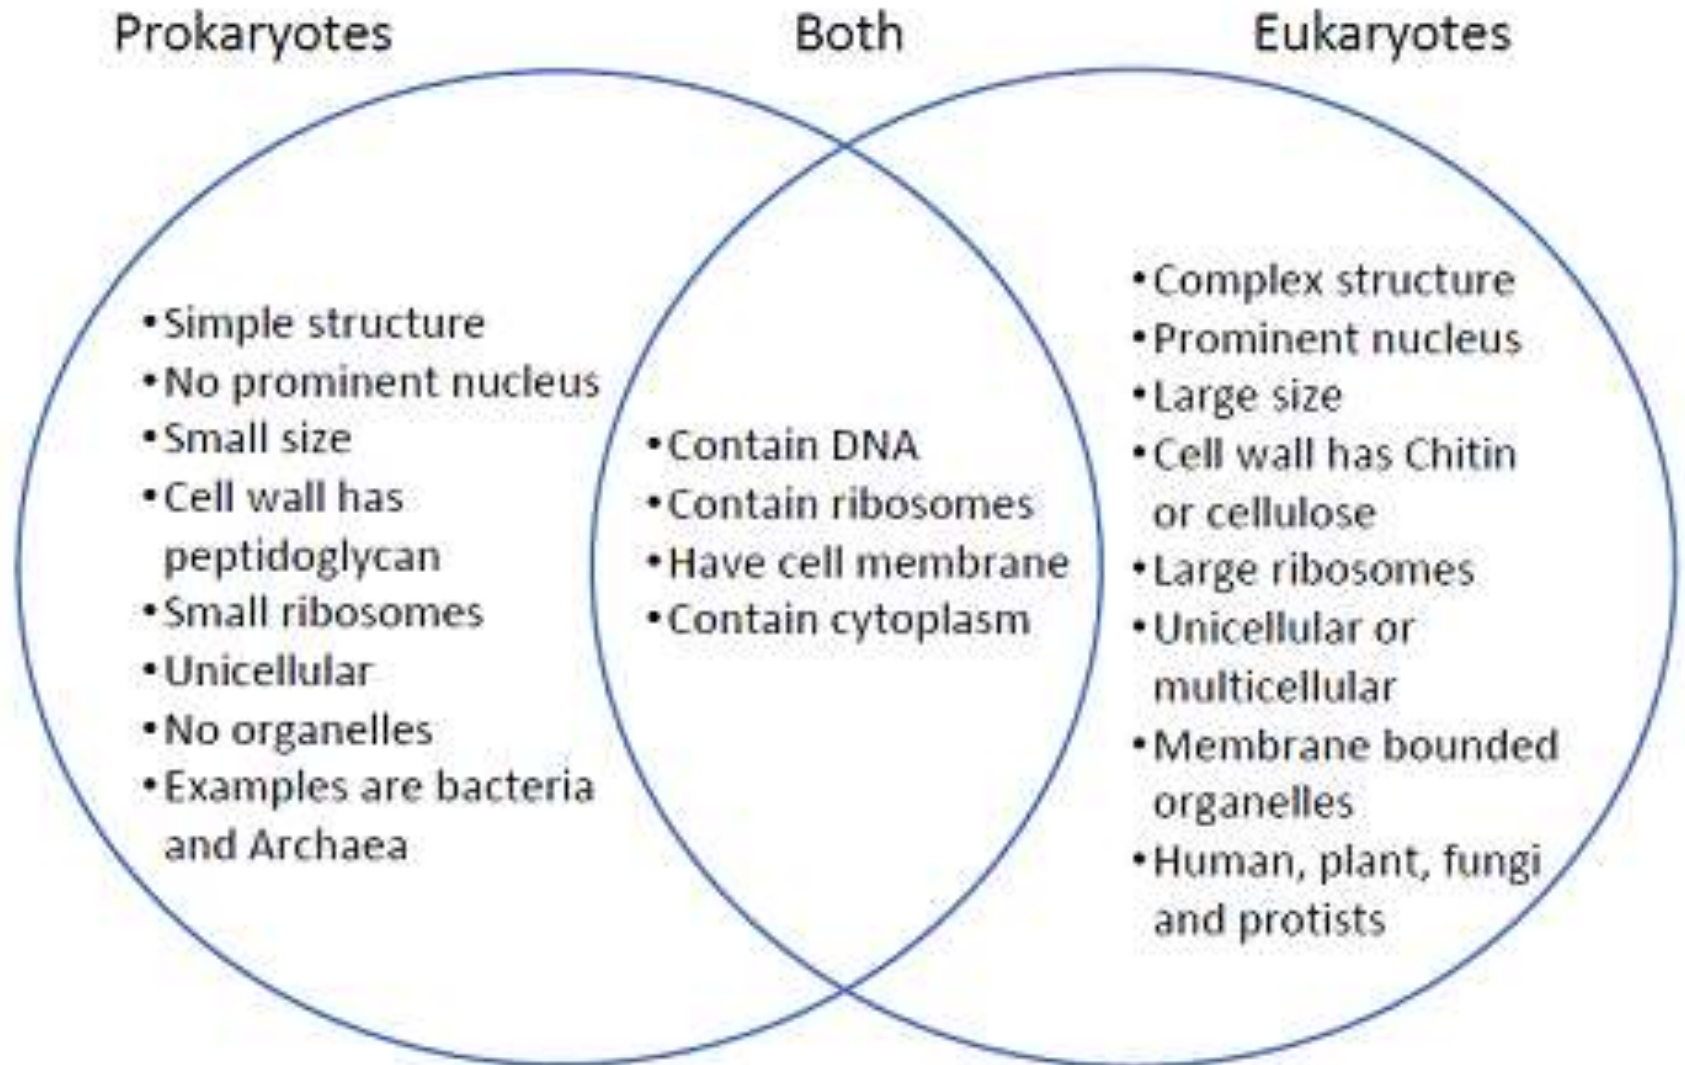 Prokaryotes
Both
Eukaryotes
•Simple structure
•No prominent nucleus
•Small size
•Cell wall has
peptidoglycan
•Small ribosomes
•Unicellular
•No organelles
•Examples are bacteria
and Archaea
•Contain DNA
•Contain ribosomes
•Have cell membrane
•Contain cytoplasm
•Complex structure
•Prominent nucleus
•Large size
•Cell wall has Chitin
or cellulose
•Large ribosomes
•Unicellular or
multicellular
•Membrane bounded
organelles
•Human, plant, fungi
and protists